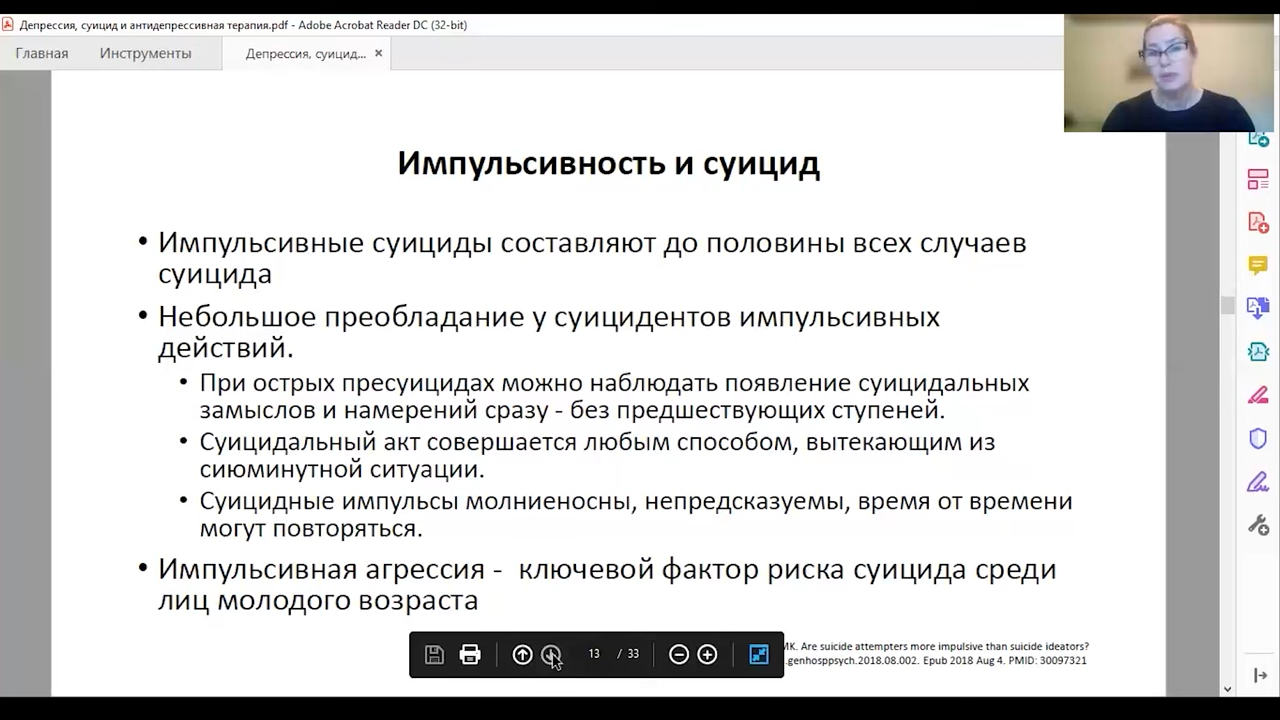 Депрессия, суицид и антидепрессивная терапия.pdf - Adobe Acrobat Reader DC (32-bit)
Главная Инструменты Депрессия, суицид...
Импульсивность и суицид
• Импульсивные суициды составляют до половины всех случаев
суицида
• Небольшое преобладание у суицидентов импульсивных
действий.
• При острых пресуицидах можно наблюдать появление суицидальных
замыслов и намерений сразу - без предшествующих ступеней.
• Суицидальный акт совершается любым способом, вытекающим из
сиюминутной ситуации.
• Суицидные импульсы молниеносны, непредсказуемы, время от времени
могут повторяться.
• Импульсивная агрессия - ключевой фактор риска суицида среди
лиц молодого возраста
MK. Are suicide attempters more impulsive than suicide ideators?
.genhosppsych.2018.08.002. Epub 2018 Aug 4. PMID: 30097321
13 / 33